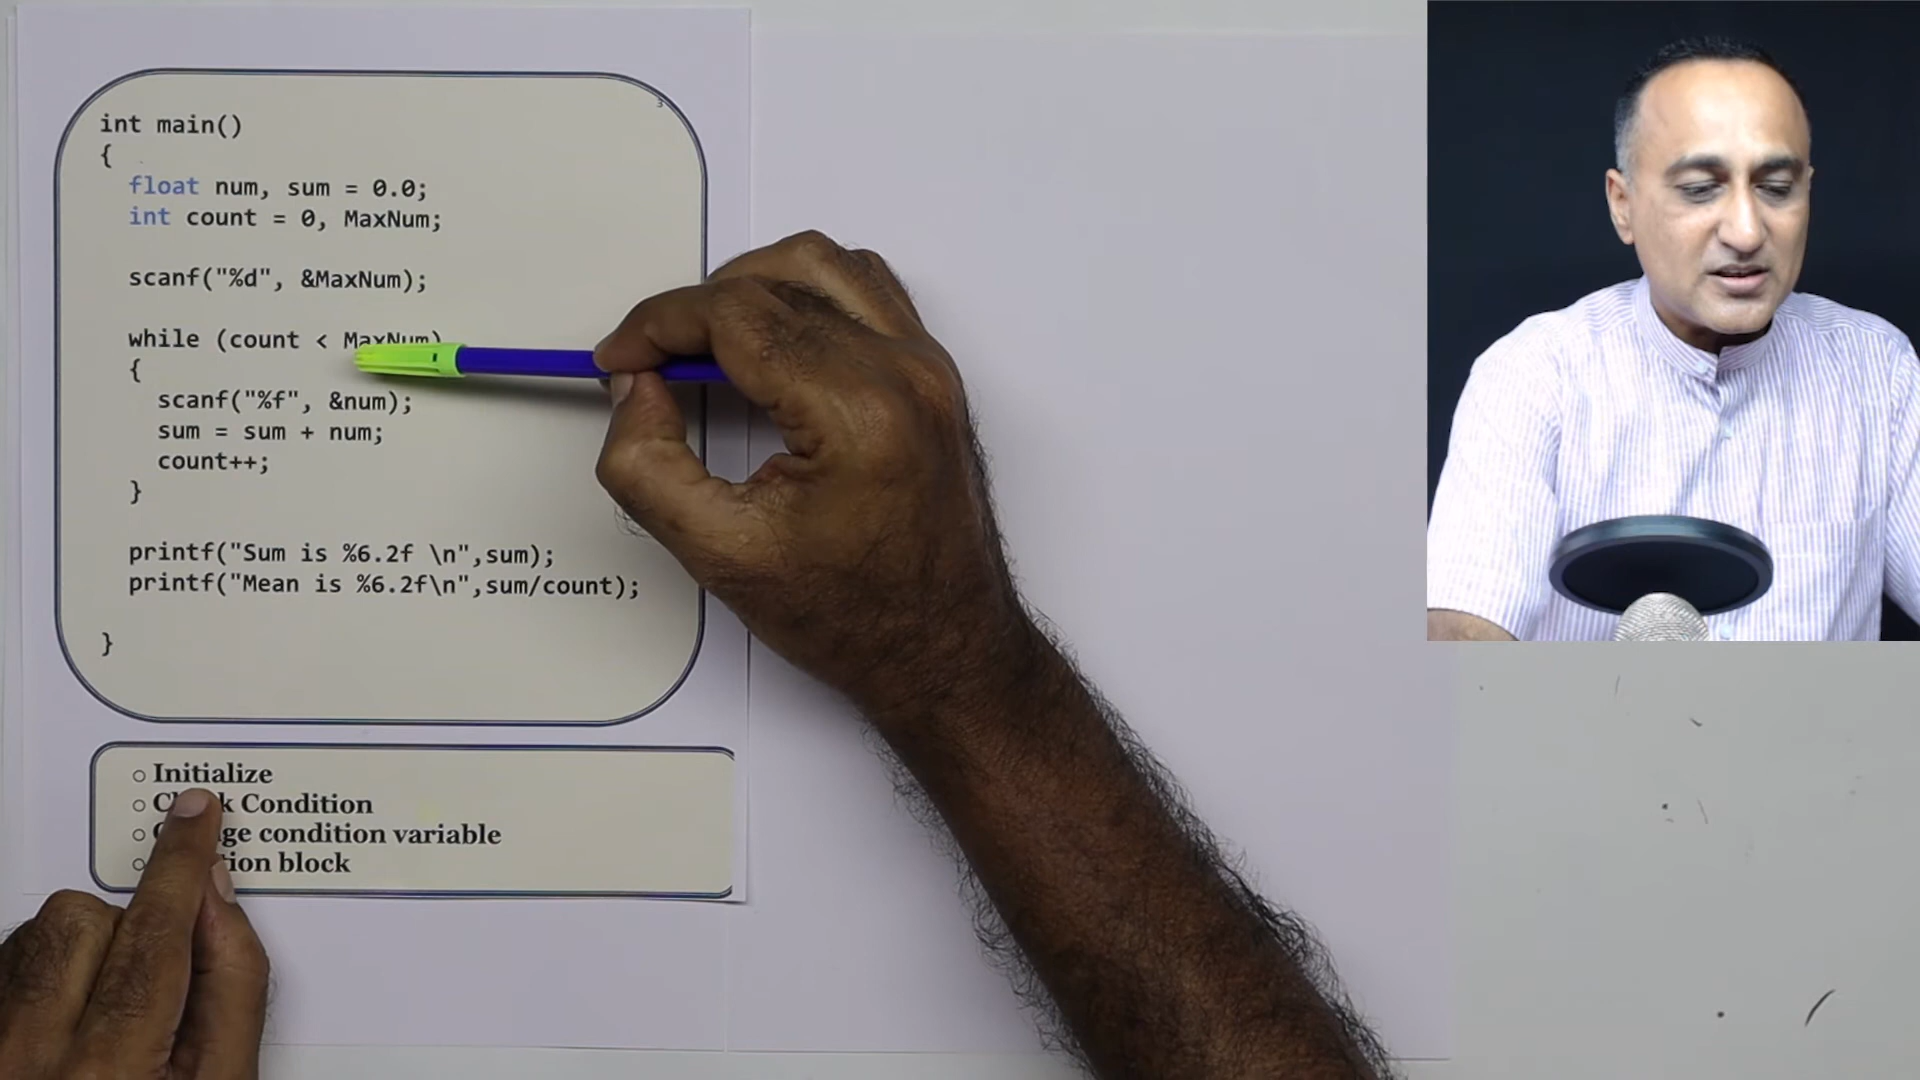 3
int main()
{
float num, sum = 0.0;
int count = 0, MaxNum;
scanf("%d", &MaxNum);
while (count < MaxNum)
{
scanf("%f", &num);
sum = sum + num;
count++;
}
printf("Sum is %6.2f \n",sum);
printf("Mean is %6.2f\n",sum/count);
}
○ Initialize
○ Condition
○ condition variable
○ block